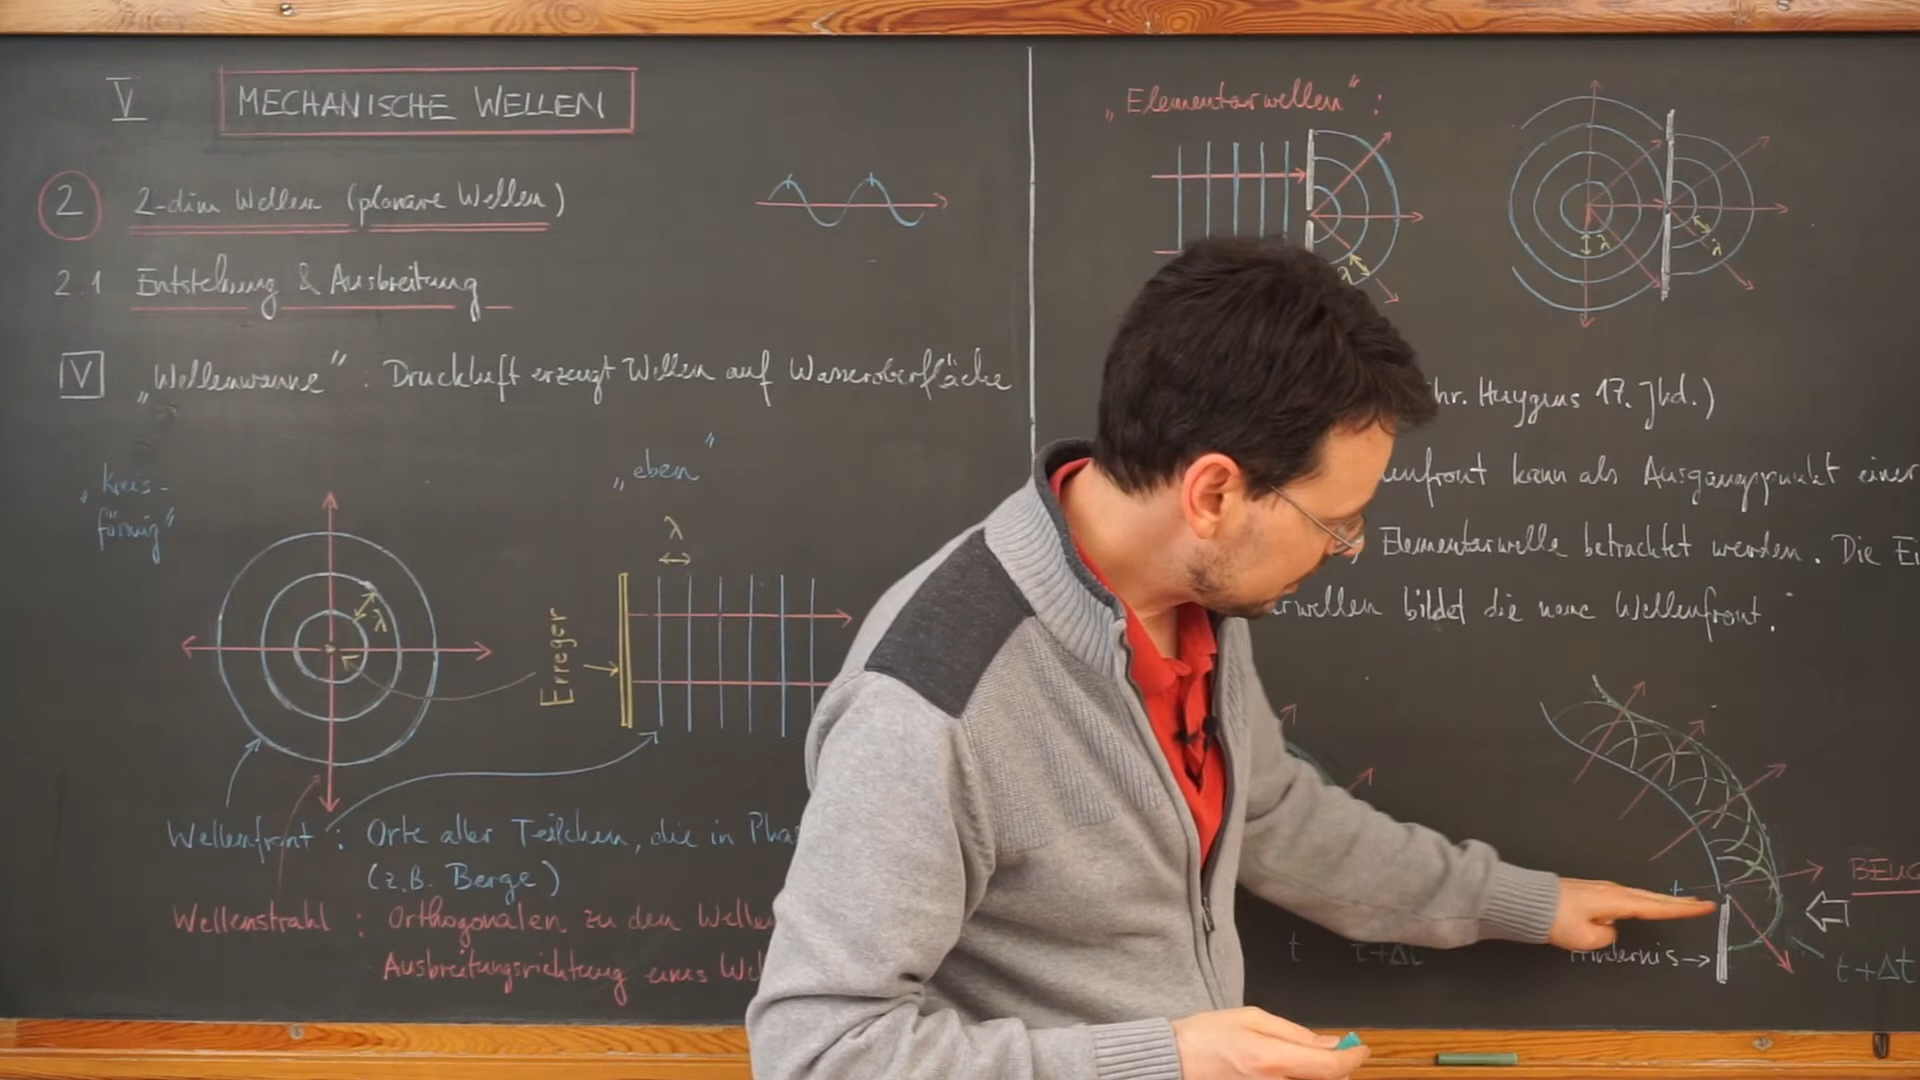 V MECHANISCHE WELLEN
2 2-dim Wellen (planare Wellen)
2.1 Entstehung & Ausbreitung
V „Wellenwanne" : Druckluft erzeugt Wellen auf Wasseroberfläche
„Kreis-
förmig"
„eben"
λ
λ
Erreger
Wellenfront : Orte aller Teilchen, die in Pha
(z.B. Berge)
Wellenstrahl : Orthogonalen zu den Wellen
Ausbreitungsrichtung eines
„Elementarwellen" :
λ
λ
λ
hr. Huygens 17. Jhd.)
enfront kann als Ausgangspunkt einer
Elementarwelle betrachtet werden. Die Ei
rwellen bildet die neue Wellenfront."
BEUG
t
t t+Δt
Hindernis
t+Δt